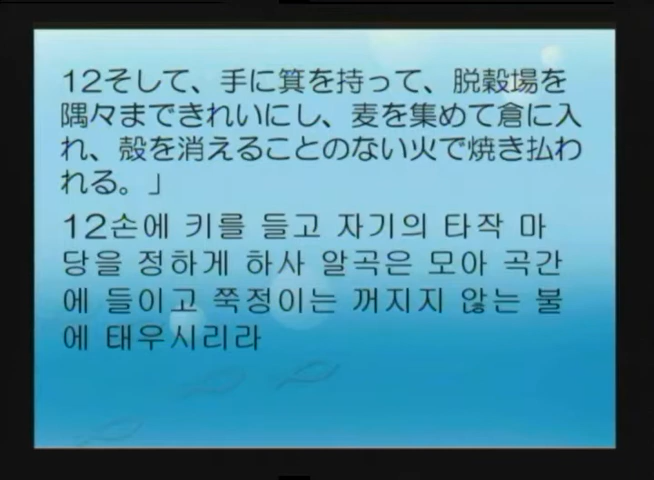 12そして、手に箕を持って、脱穀場を
隅々まできれいにし、麦を集めて倉に入
れ、殻を消えることのない火で焼き払わ
れる。」
12손에 키를 들고 자기의 타작 마
당을 정하게 하사 알곡은 모아 곡간
에 들이고 쭉정이는 꺼지지 않는 불
에 태우시리라